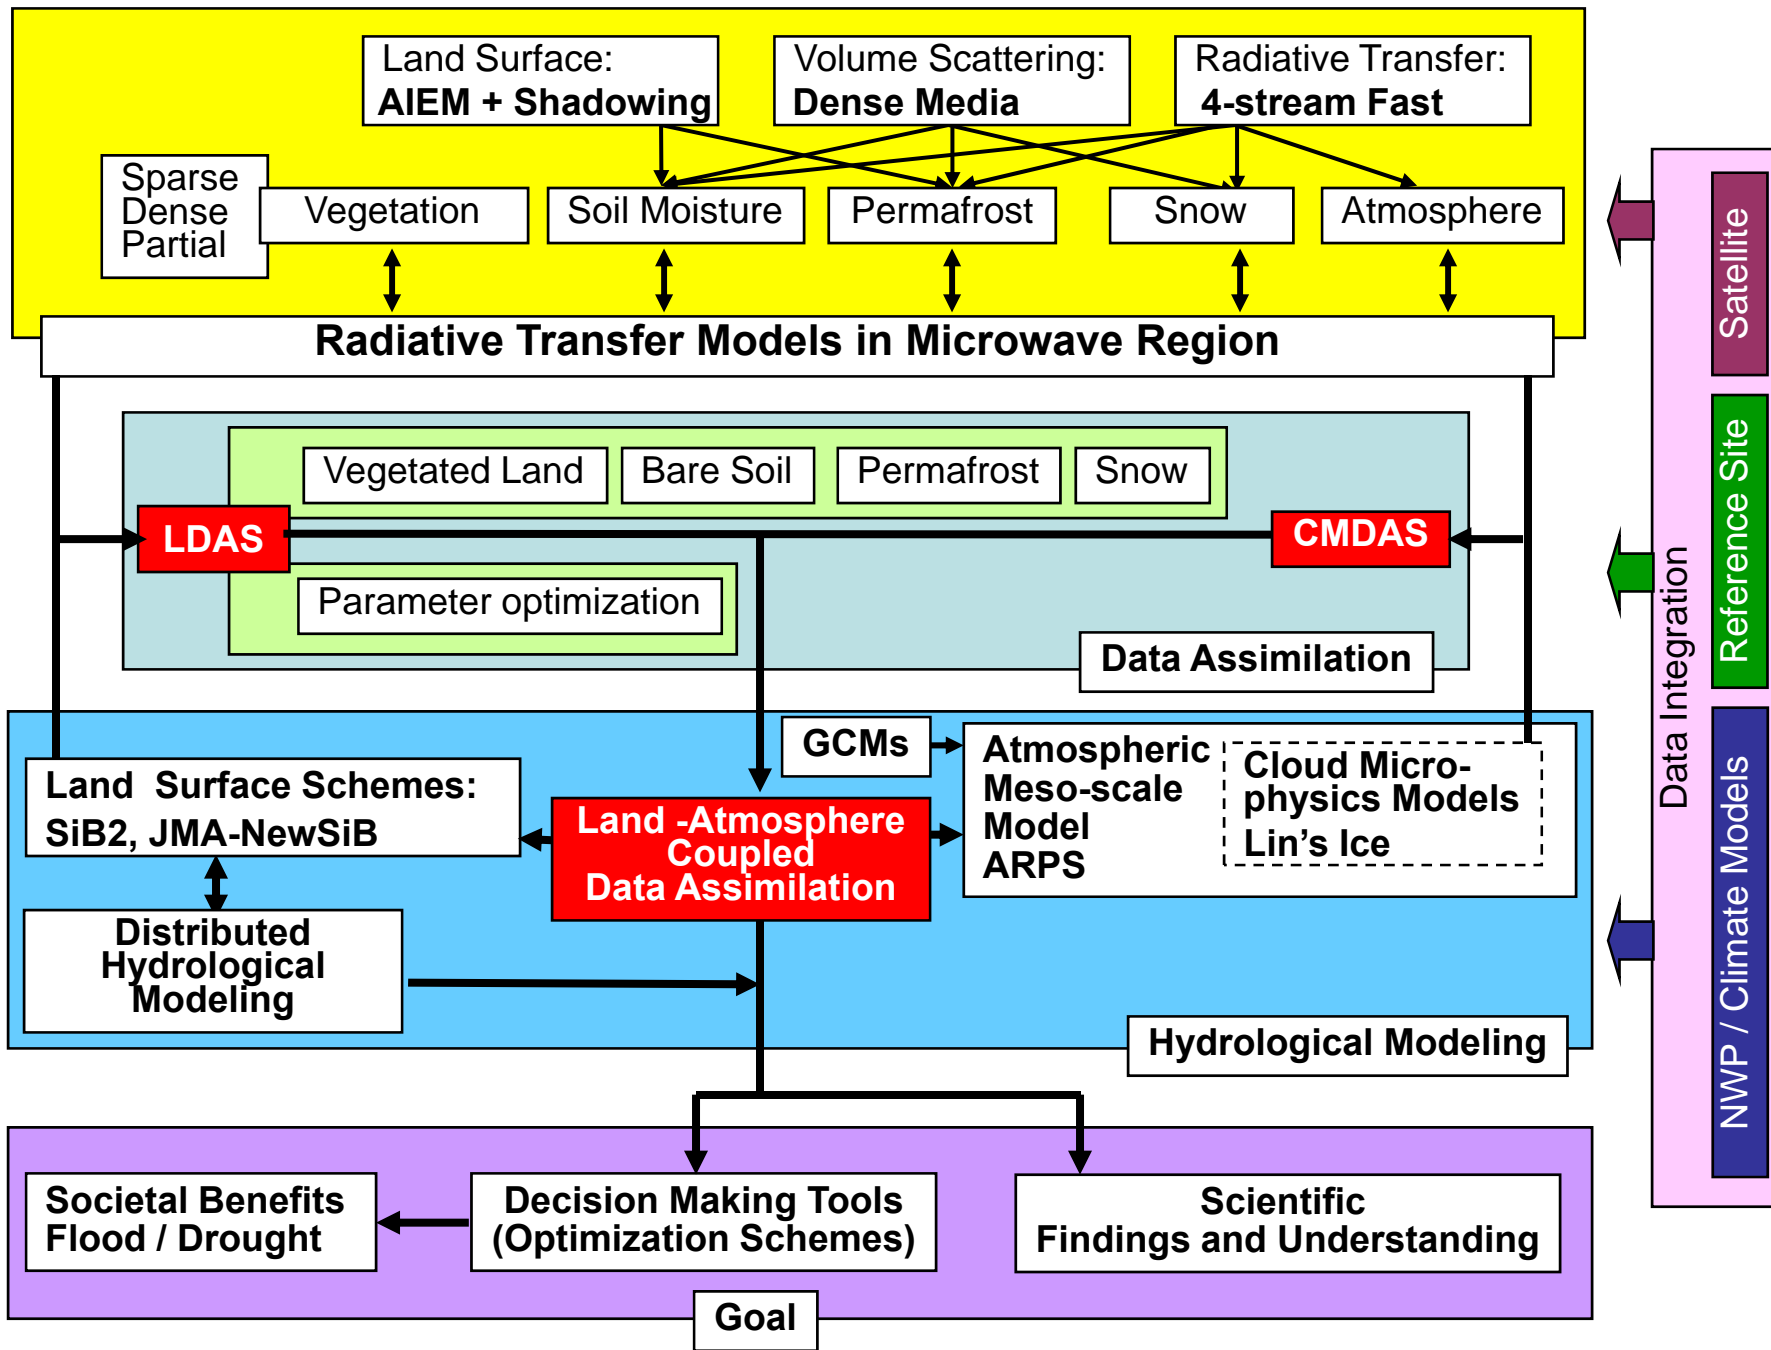 Land Surface:
AIEM + Shadowing
Volume Scattering:
Dense Media
Radiative Transfer:
4-stream Fast
Sparse
Dense
Partial
Vegetation
Soil Moisture
Permafrost
Snow
Atmosphere
Radiative Transfer Models in Microwave Region
Vegetated Land
Bare Soil
Permafrost
Snow
LDAS
CMDAS
Parameter optimization
Data Assimilation
GCMs
Atmospheric
Meso-scale
Model
ARPS
Cloud Micro-
physics Models
Lin's Ice
Land Surface Schemes:
SiB2, JMA-NewSiB
Land -Atmosphere
Coupled
Data Assimilation
Distributed
Hydrological
Modeling
Hydrological Modeling
Societal Benefits
Flood / Drought
Decision Making Tools
(Optimization Schemes)
Scientific
Findings and Understanding
Goal
Data Integration
Satellite
Reference Site
NWP / Climate Models